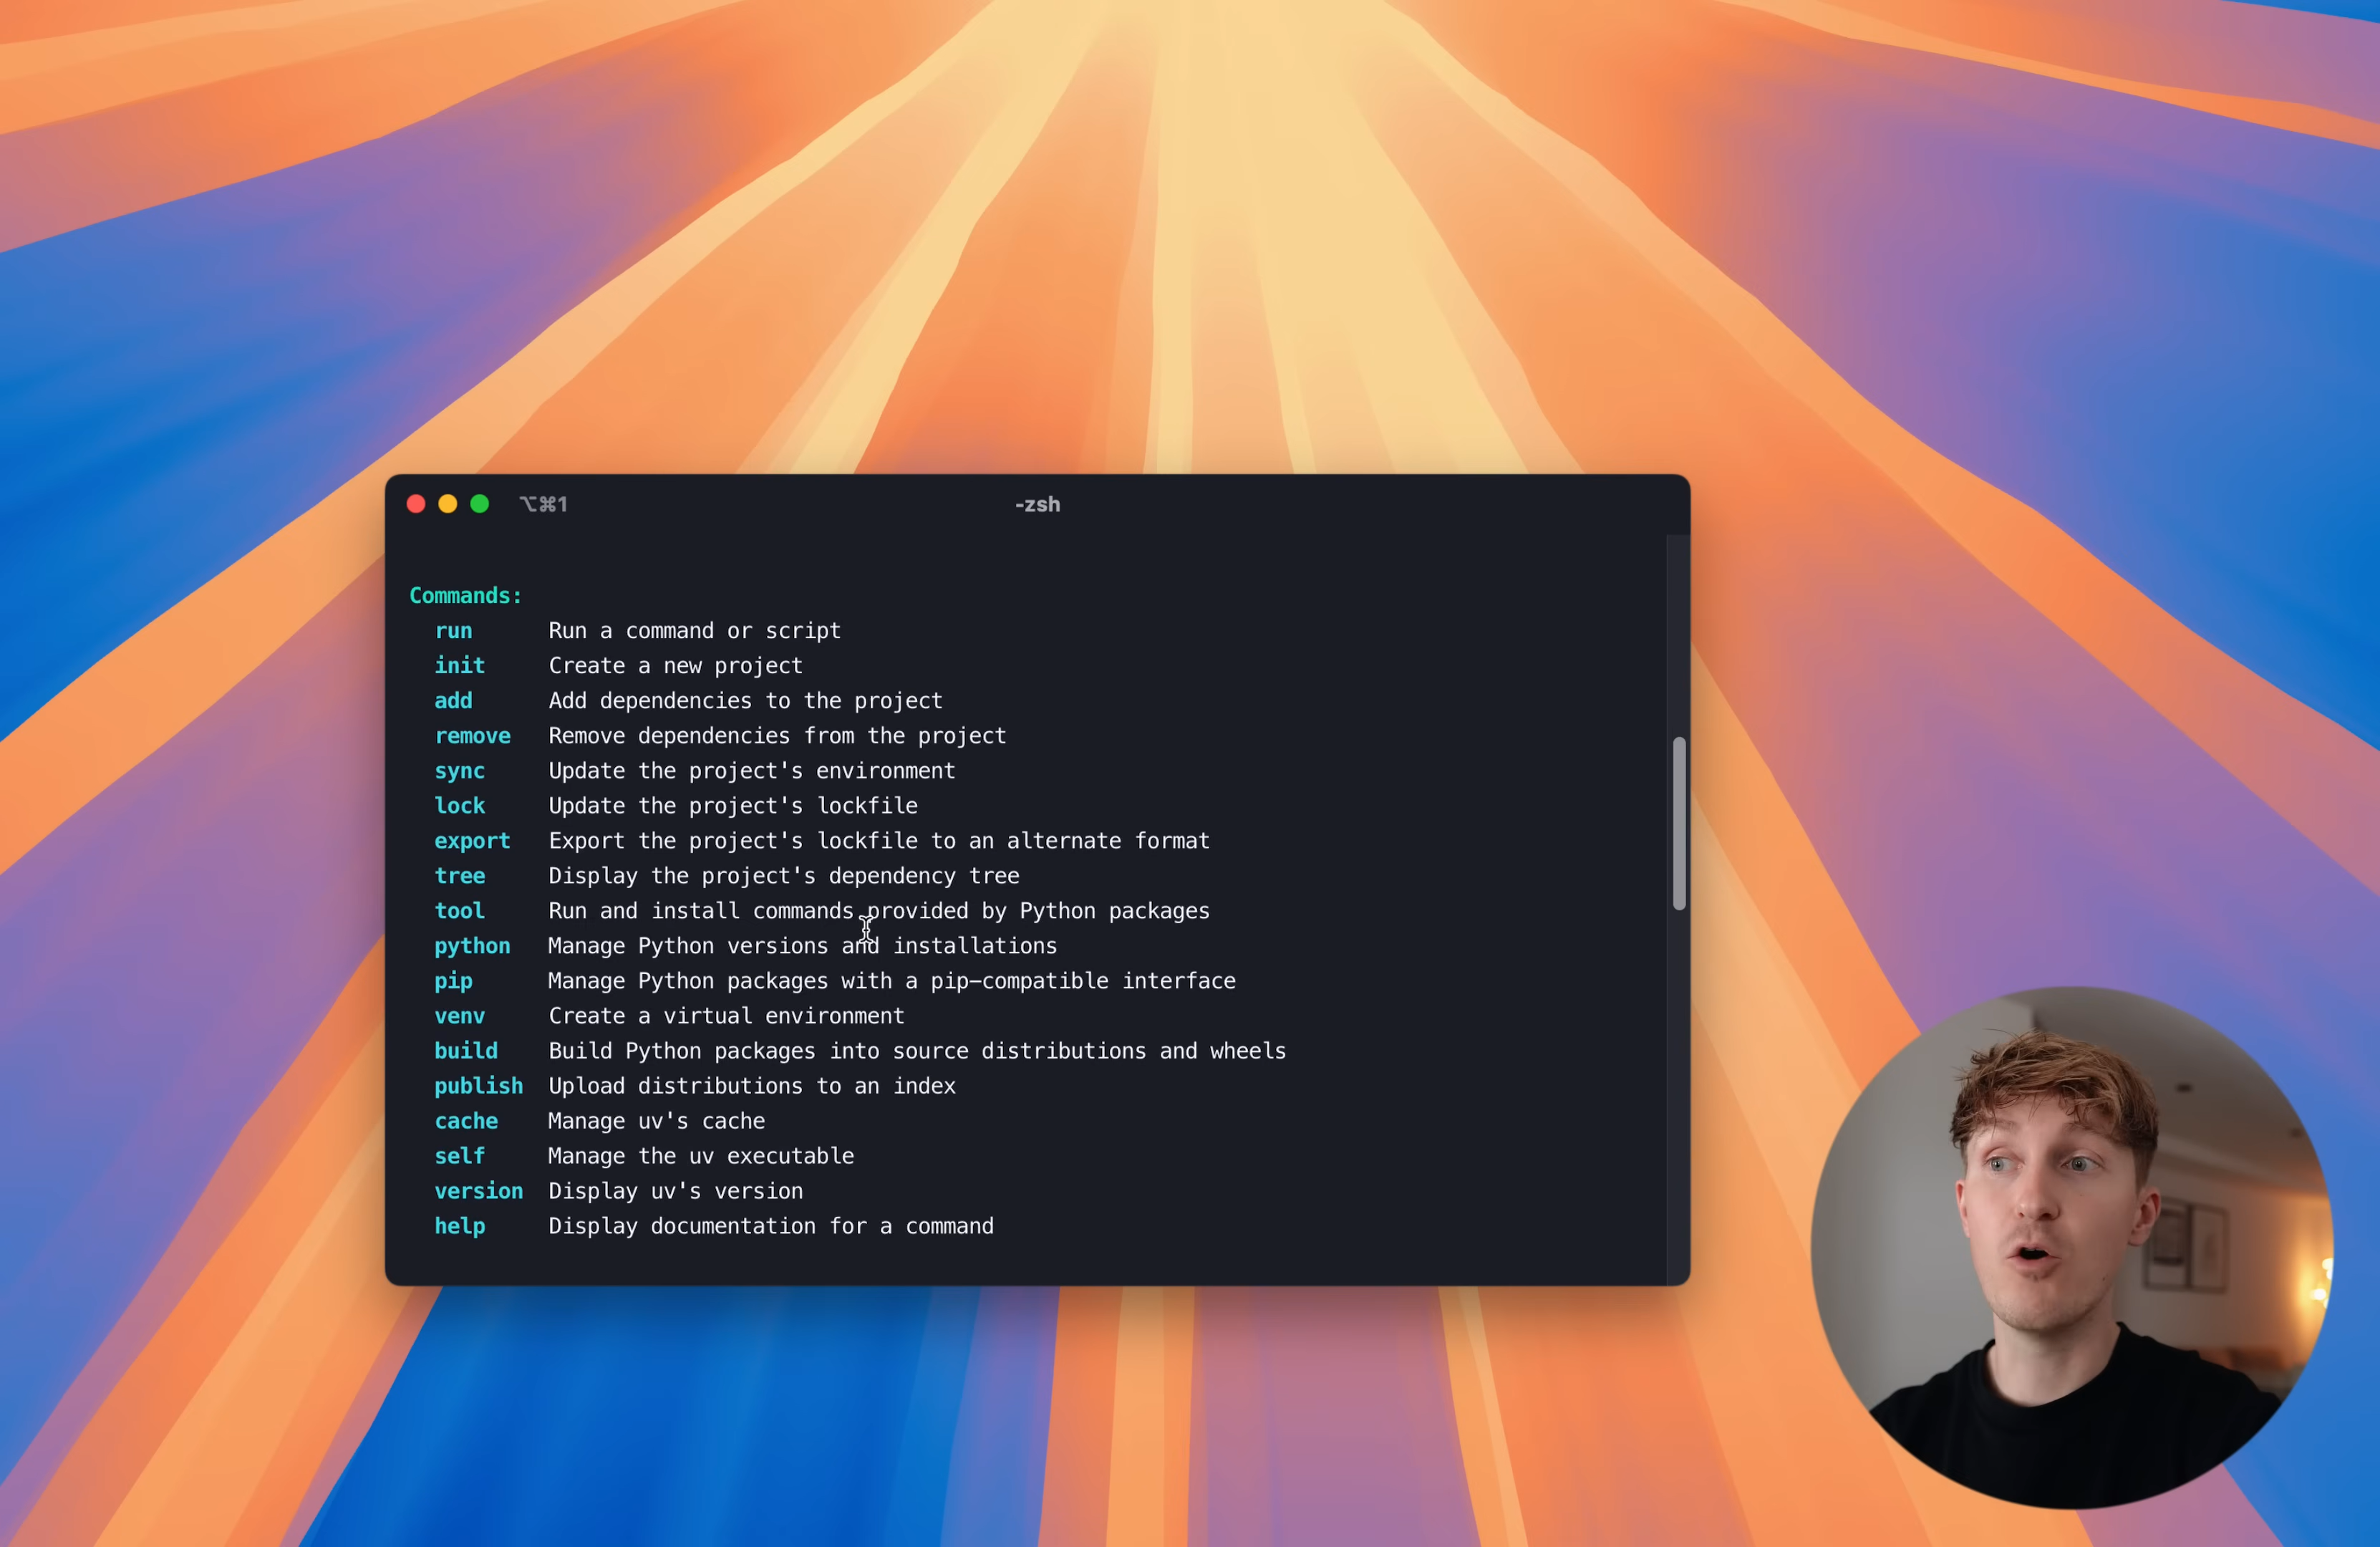 ⌥⌘1
-zsh
Commands:
run Run a command or script
init Create a new project
add Add dependencies to the project
remove Remove dependencies from the project
sync Update the project's environment
lock Update the project's lockfile
export Export the project's lockfile to an alternate format
tree Display the project's dependency tree
tool Run and install commands provided by Python packages
python Manage Python versions and installations
pip Manage Python packages with a pip-compatible interface
venv Create a virtual environment
build Build Python packages into source distributions and wheels
publish Upload distributions to an index
cache Manage uv's cache
self Manage the uv executable
version Display uv's version
help Display documentation for a command